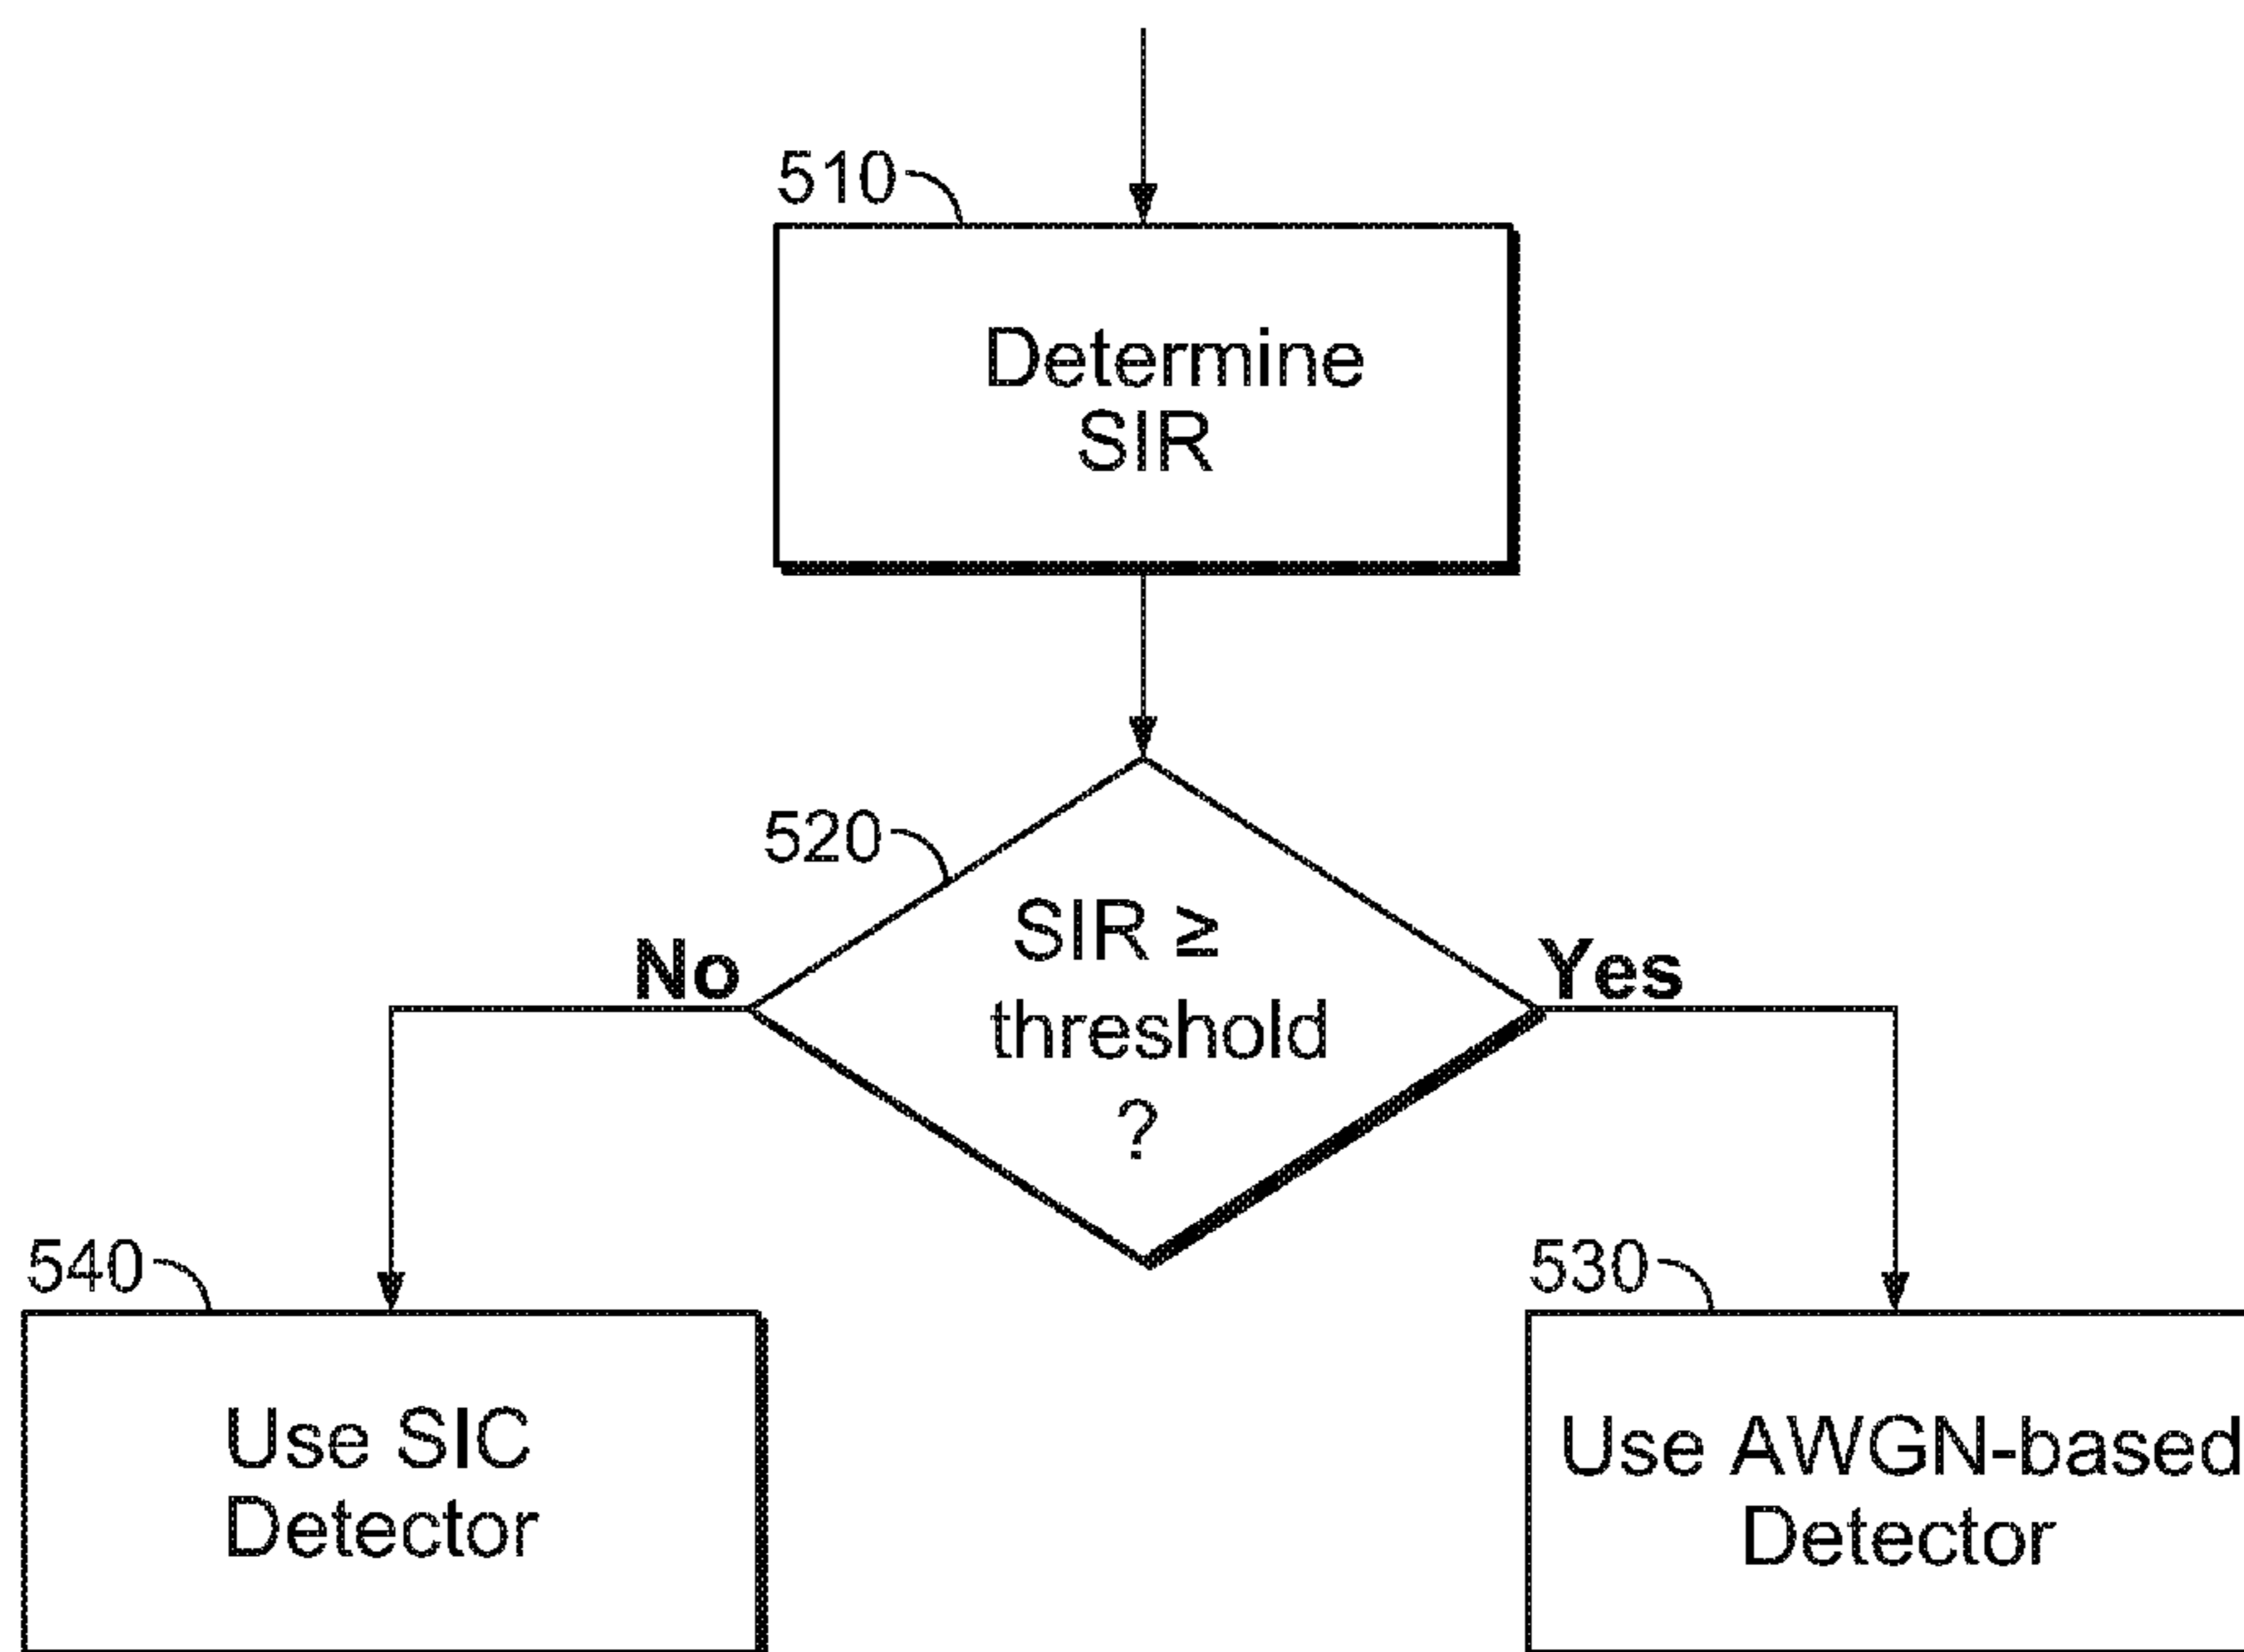 510
Determine
SIR
520
SIR ≥
threshold
?
No
Yes
540
Use SIC
Detector
530
Use AWGN-based
Detector